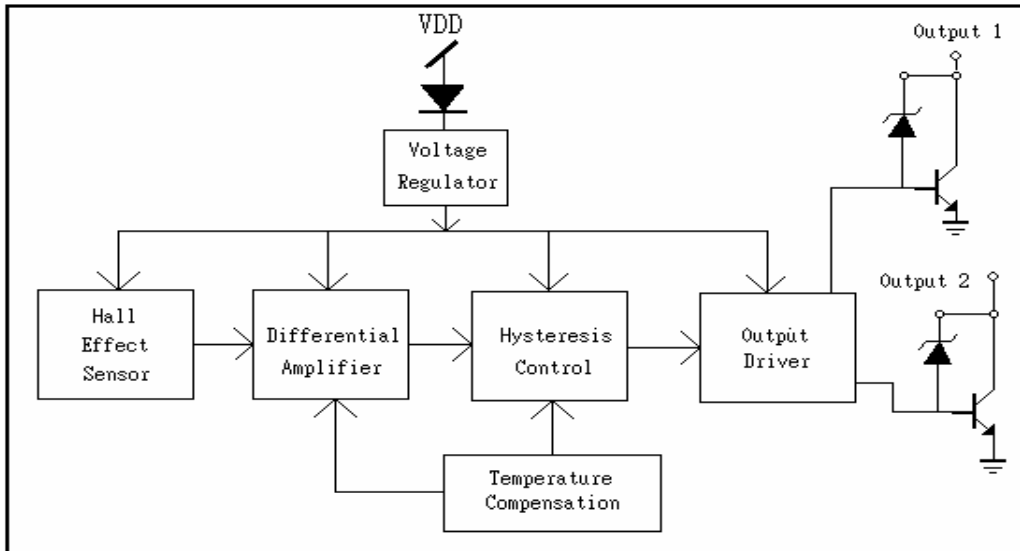 VDD
Output 1
Voltage
Regulator
Output 2
Hall
Effect
Sensor
Differential
Amplifier
Hysteresis
Control
Output
Driver
Temperature
Compensation